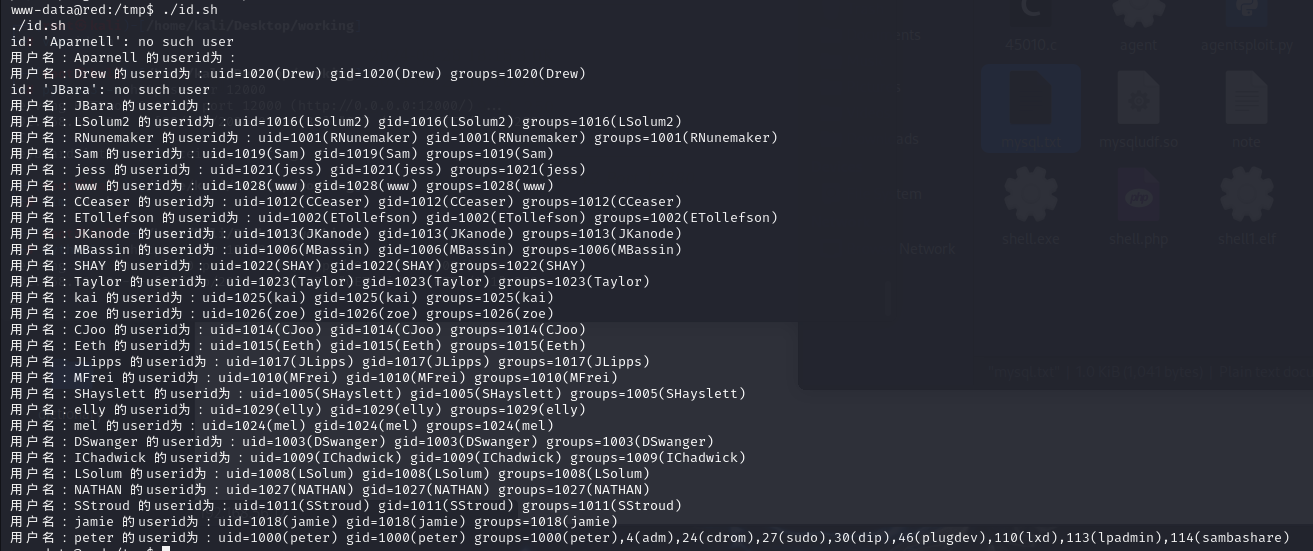 www-data@red:/tmp$ ./id.sh
./id.sh
id: 'Aparnell': no such user
用户名：Aparnell 的userid为：
用户名：Drew 的userid为：uid=1020(Drew) gid=1020(Drew) groups=1020(Drew)
id: 'JBara': no such user
用户名：JBara 的userid为：
用户名：LSolum2 的userid为：uid=1016(LSolum2) gid=1016(LSolum2) groups=1016(LSolum2)
用户名：RNunemaker 的userid为：uid=1001(RNunemaker) gid=1001(RNunemaker) groups=1001(RNunemaker)
用户名：Sam 的userid为：uid=1019(Sam) gid=1019(Sam) groups=1019(Sam)
用户名：jess 的userid为：uid=1021(jess) gid=1021(jess) groups=1021(jess)
用户名：www 的userid为：uid=1028(www) gid=1028(www) groups=1028(www)
用户名：CCeaser 的userid为：uid=1012(CCeaser) gid=1012(CCeaser) groups=1012(CCeaser)
用户名：ETollefson 的userid为：uid=1002(ETollefson) gid=1002(ETollefson) groups=1002(ETollefson)
用户名：JKanode 的userid为：uid=1013(JKanode) gid=1013(JKanode) groups=1013(JKanode)
用户名：MBassin 的userid为：uid=1006(MBassin) gid=1006(MBassin) groups=1006(MBassin)
用户名：SHAY 的userid为：uid=1022(SHAY) gid=1022(SHAY) groups=1022(SHAY)
用户名：Taylor 的userid为：uid=1023(Taylor) gid=1023(Taylor) groups=1023(Taylor)
用户名：kai 的userid为：uid=1025(kai) gid=1025(kai) groups=1025(kai)
用户名：zoe 的userid为：uid=1026(zoe) gid=1026(zoe) groups=1026(zoe)
用户名：CJoo 的userid为：uid=1014(CJoo) gid=1014(CJoo) groups=1014(CJoo)
用户名：Eeth 的userid为：uid=1015(Eeth) gid=1015(Eeth) groups=1015(Eeth)
用户名：JLipps 的userid为：uid=1017(JLipps) gid=1017(JLipps) groups=1017(JLipps)
用户名：MFrei 的userid为：uid=1010(MFrei) gid=1010(MFrei) groups=1010(MFrei)
用户名：SHayslett 的userid为：uid=1005(SHayslett) gid=1005(SHayslett) groups=1005(SHayslett)
用户名：elly 的userid为：uid=1029(elly) gid=1029(elly) groups=1029(elly)
用户名：mel 的userid为：uid=1024(mel) gid=1024(mel) groups=1024(mel)
用户名：DSwanger 的userid为：uid=1003(DSwanger) gid=1003(DSwanger) groups=1003(DSwanger)
用户名：IChadwick 的userid为：uid=1009(IChadwick) gid=1009(IChadwick) groups=1009(IChadwick)
用户名：LSolum 的userid为：uid=1008(LSolum) gid=1008(LSolum) groups=1008(LSolum)
用户名：NATHAN 的userid为：uid=1027(NATHAN) gid=1027(NATHAN) groups=1027(NATHAN)
用户名：SStroud 的userid为：uid=1011(SStroud) gid=1011(SStroud) groups=1011(SStroud)
用户名：jamie 的userid为：uid=1018(jamie) gid=1018(jamie) groups=1018(jamie)
用户名：peter 的userid为：uid=1000(peter) gid=1000(peter) groups=1000(peter),4(adm),24(cdrom),27(sudo),30(dip),46(plugdev),110(lxd),113(lpadmin),114(sambashare)
/home/kali/Desktop/working
45010.c
agent
agentsploit.py
mysql.txt
mysqludf.so
note
shell.exe
shell.php
shell1.elf
Network